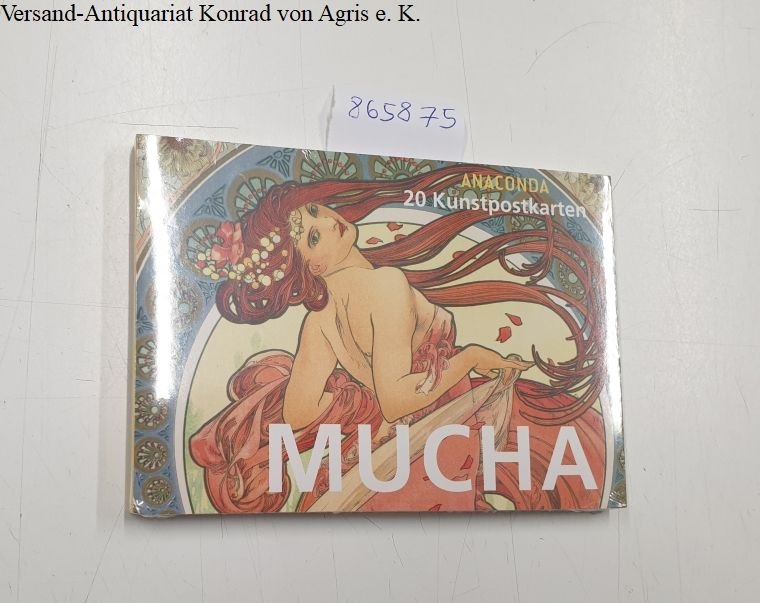 Versand-Antiquariat Konrad von Agris e. K.
865875
ANACONDA
20 Kunstpostkarten
MUCHA